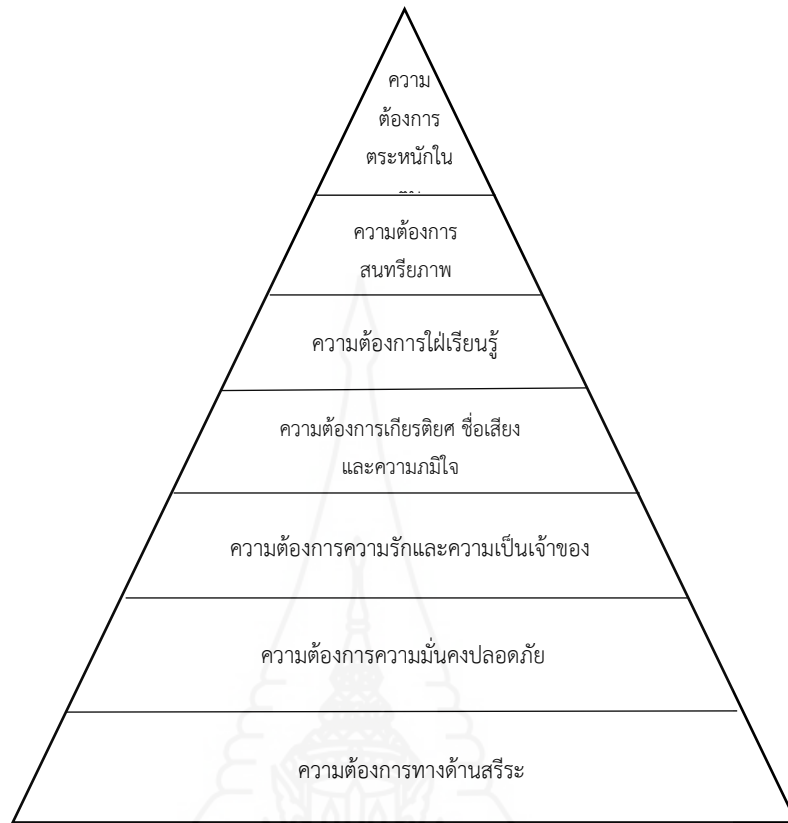 ความ
ต้องการ
ตระหนักใน
ความต้องการ
สนทรียภาพ
ความต้องการใฝ่เรียนรู้
ความต้องการเกียรติยศ ชื่อเสียง
และความภมิใจ
ความต้องการความรักและความเป็นเจ้าของ
ความต้องการความมั่นคงปลอดภัย
ความต้องการทางด้านสรีระ